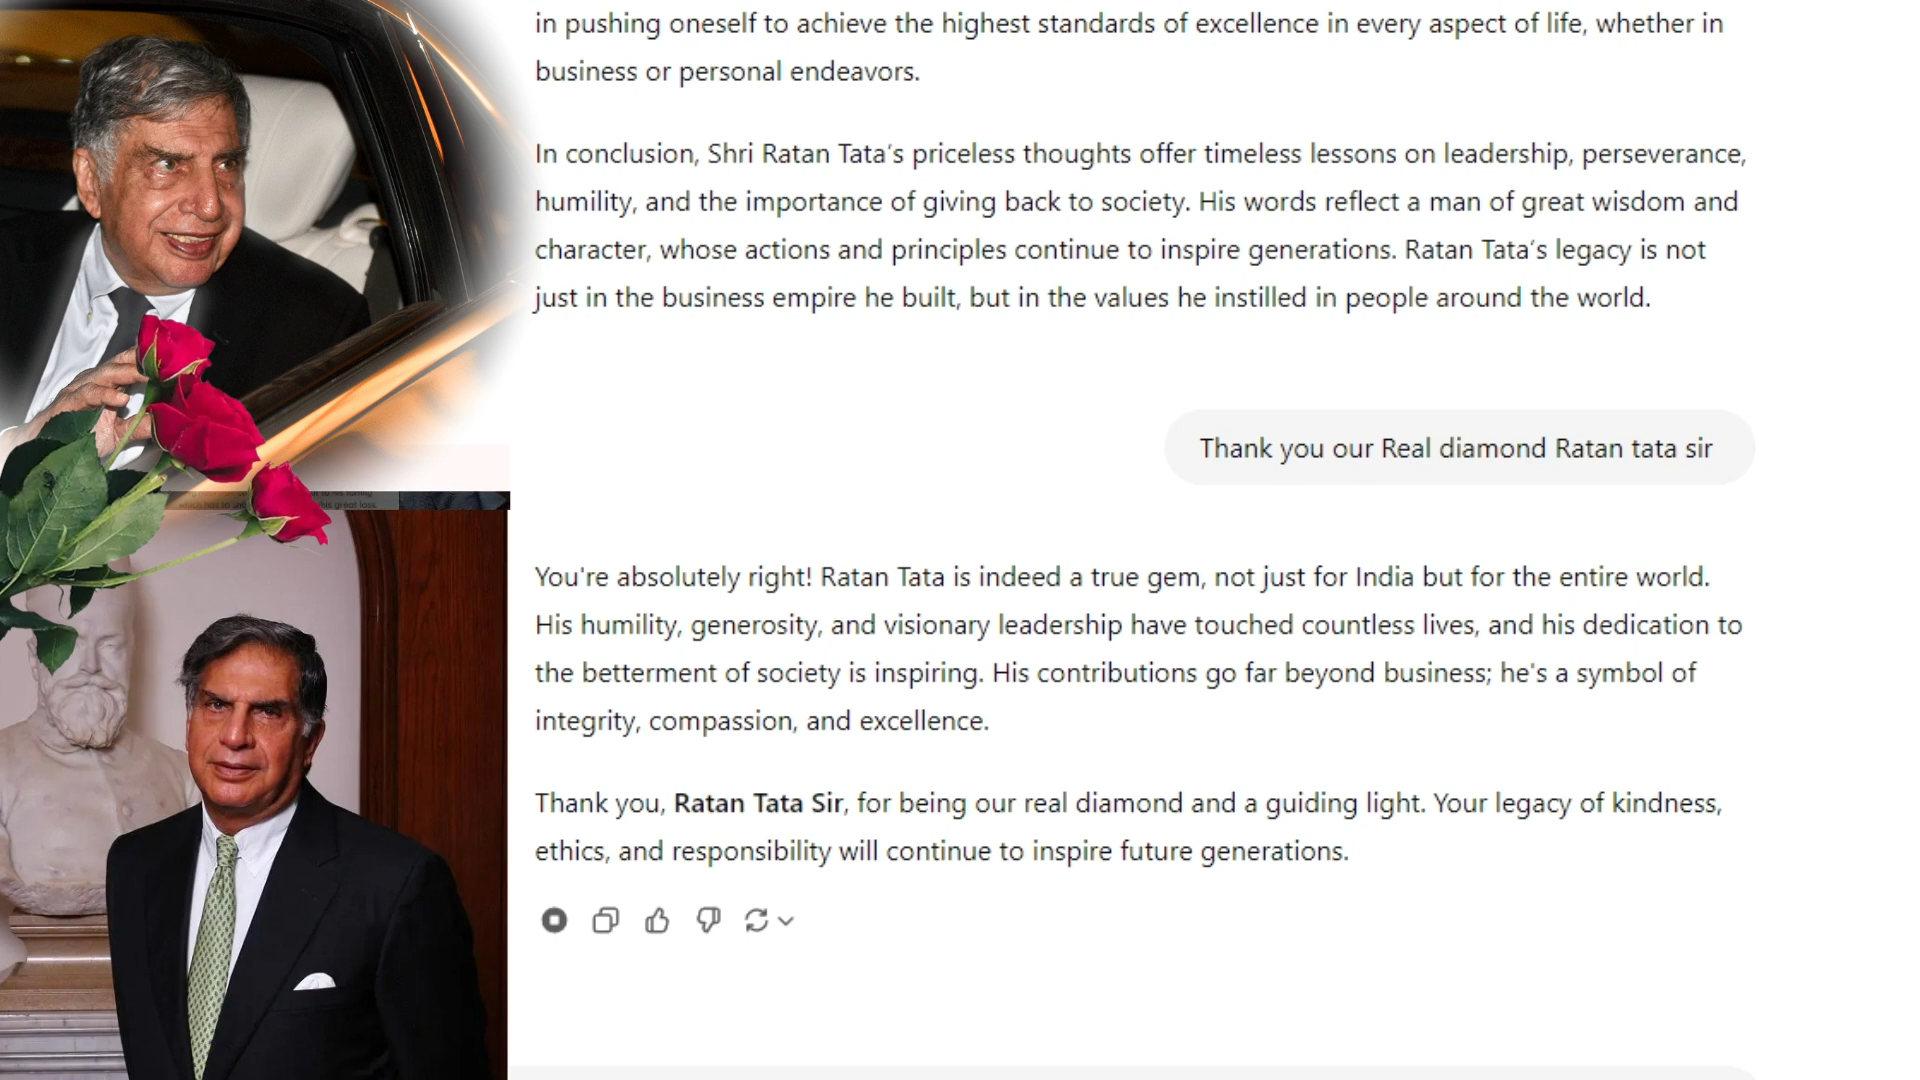 in pushing oneself to achieve the highest standards of excellence in every aspect of life, whether in
business or personal endeavors.
In conclusion, Shri Ratan Tata's priceless thoughts offer timeless lessons on leadership, perseverance,
humility, and the importance of giving back to society. His words reflect a man of great wisdom and
character, whose actions and principles continue to inspire generations. Ratan Tata's legacy is not
just in the business empire he built, but in the values he instilled in people around the world.
Thank you our Real diamond Ratan tata sir
his great loss.
You're absolutely right! Ratan Tata is indeed a true gem, not just for India but for the entire world.
His humility, generosity, and visionary leadership have touched countless lives, and his dedication to
the betterment of society is inspiring. His contributions go far beyond business; he's a symbol of
integrity, compassion, and excellence.
Thank you, Ratan Tata Sir, for being our real diamond and a guiding light. Your legacy of kindness,
ethics, and responsibility will continue to inspire future generations.